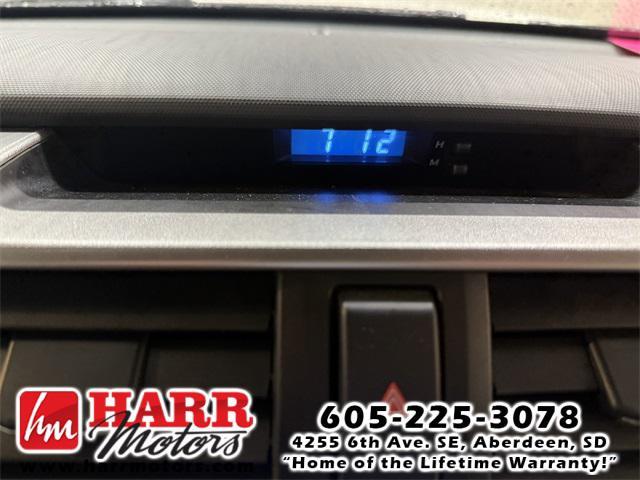 7 12
H
M
hm HARR
Motors
www.harrmotors.com
605-225-3078
4255 6th Ave. SE, Aberdeen, SD
“Home of the Lifetime Warranty!”